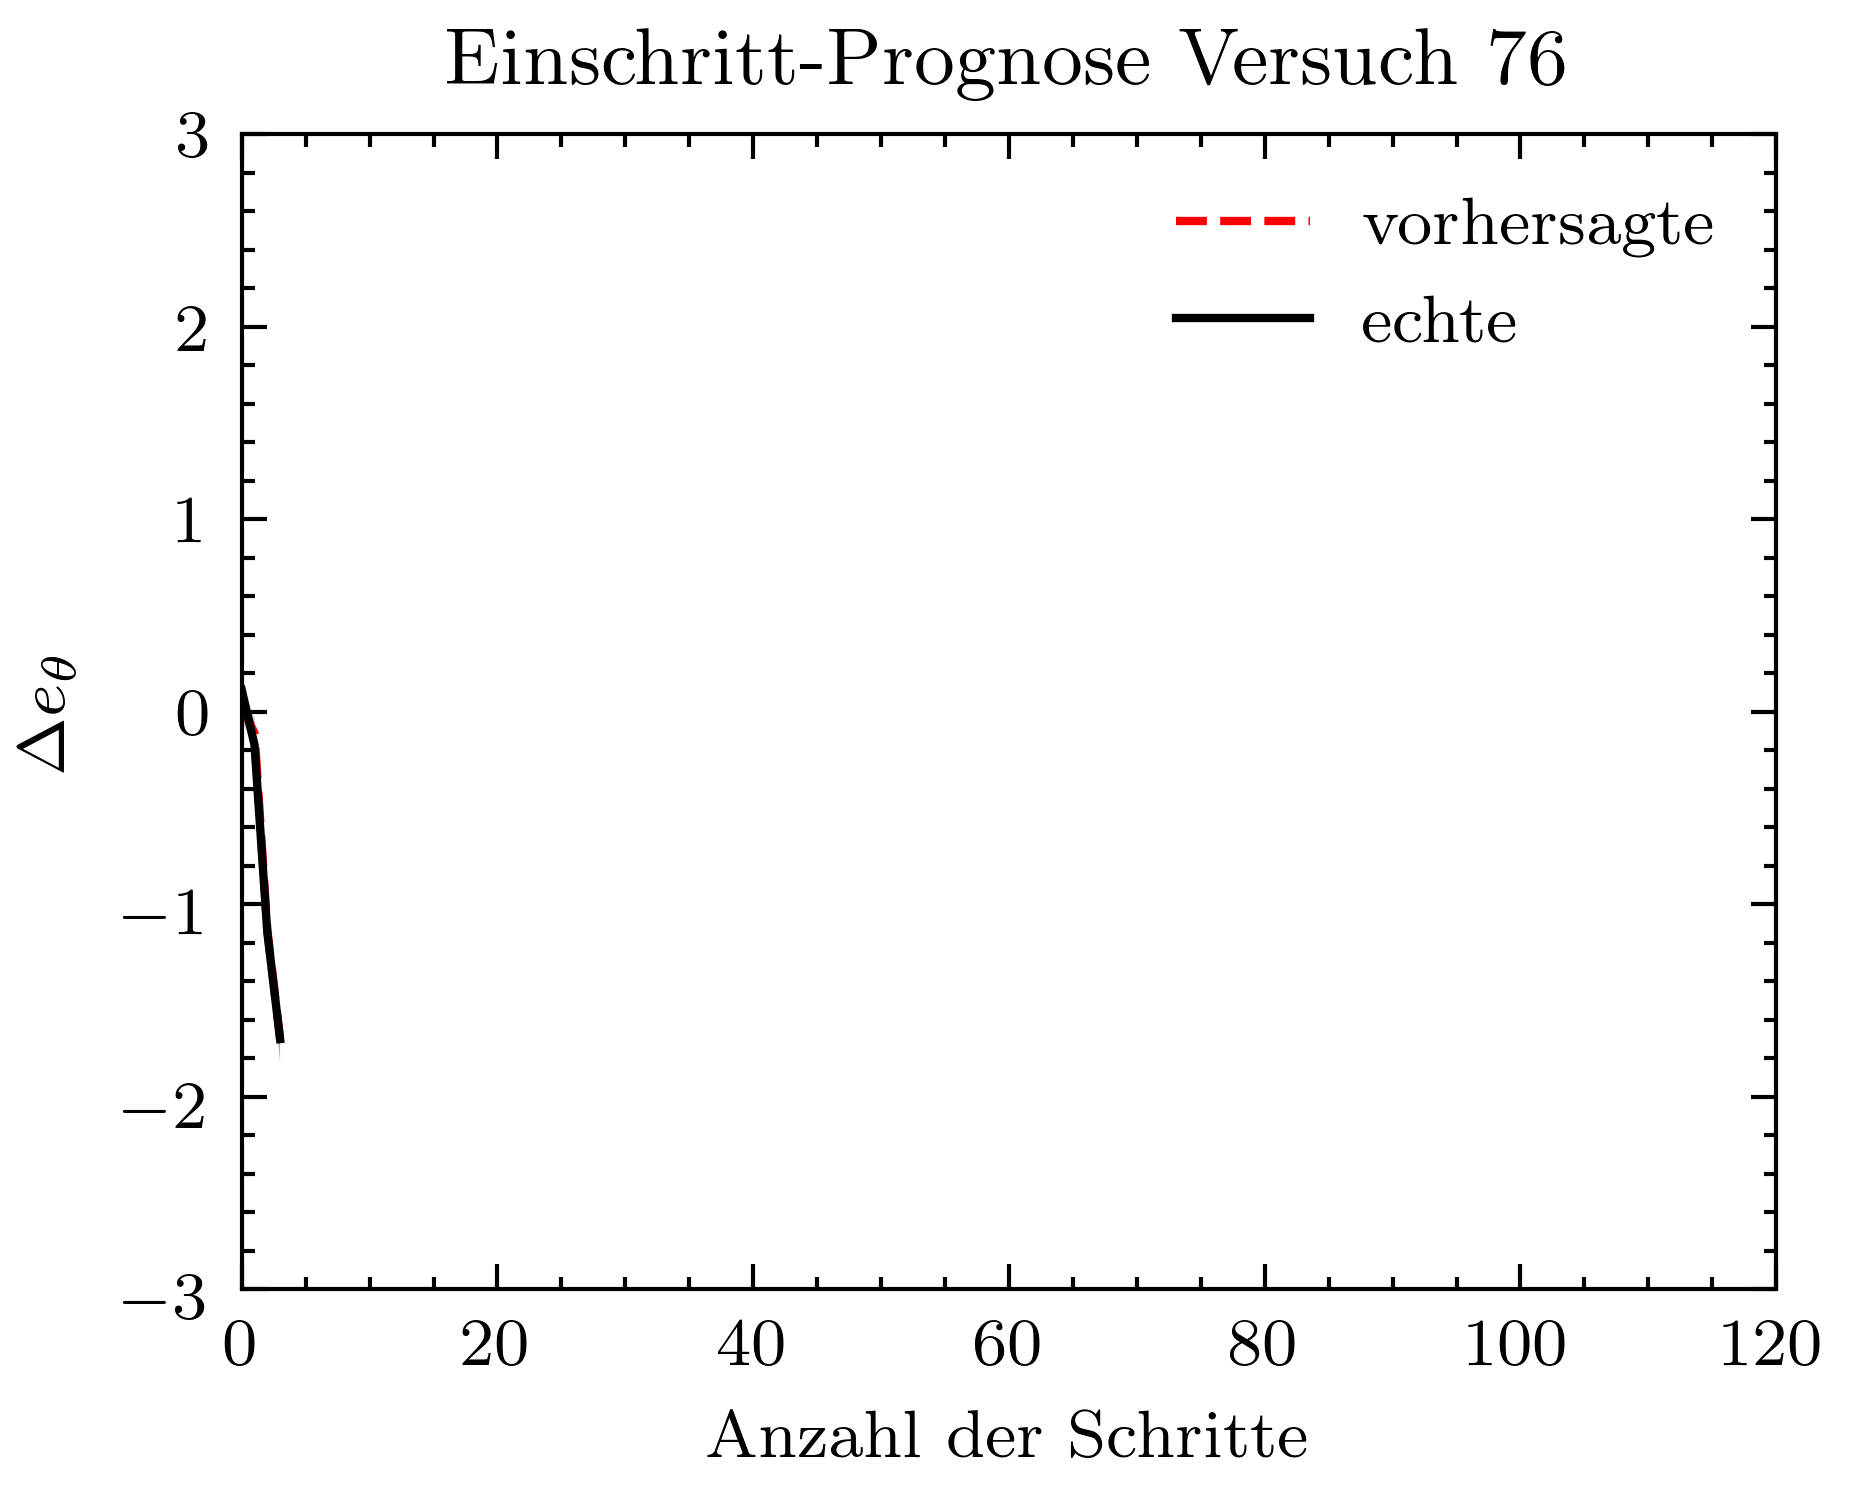 Einschritt-Prognose Versuch 76
3
2
1
0
−1
−2
−3
Δe_θ
vorhersagte
echte
0 20 40 60 80 100 120
Anzahl der Schritte